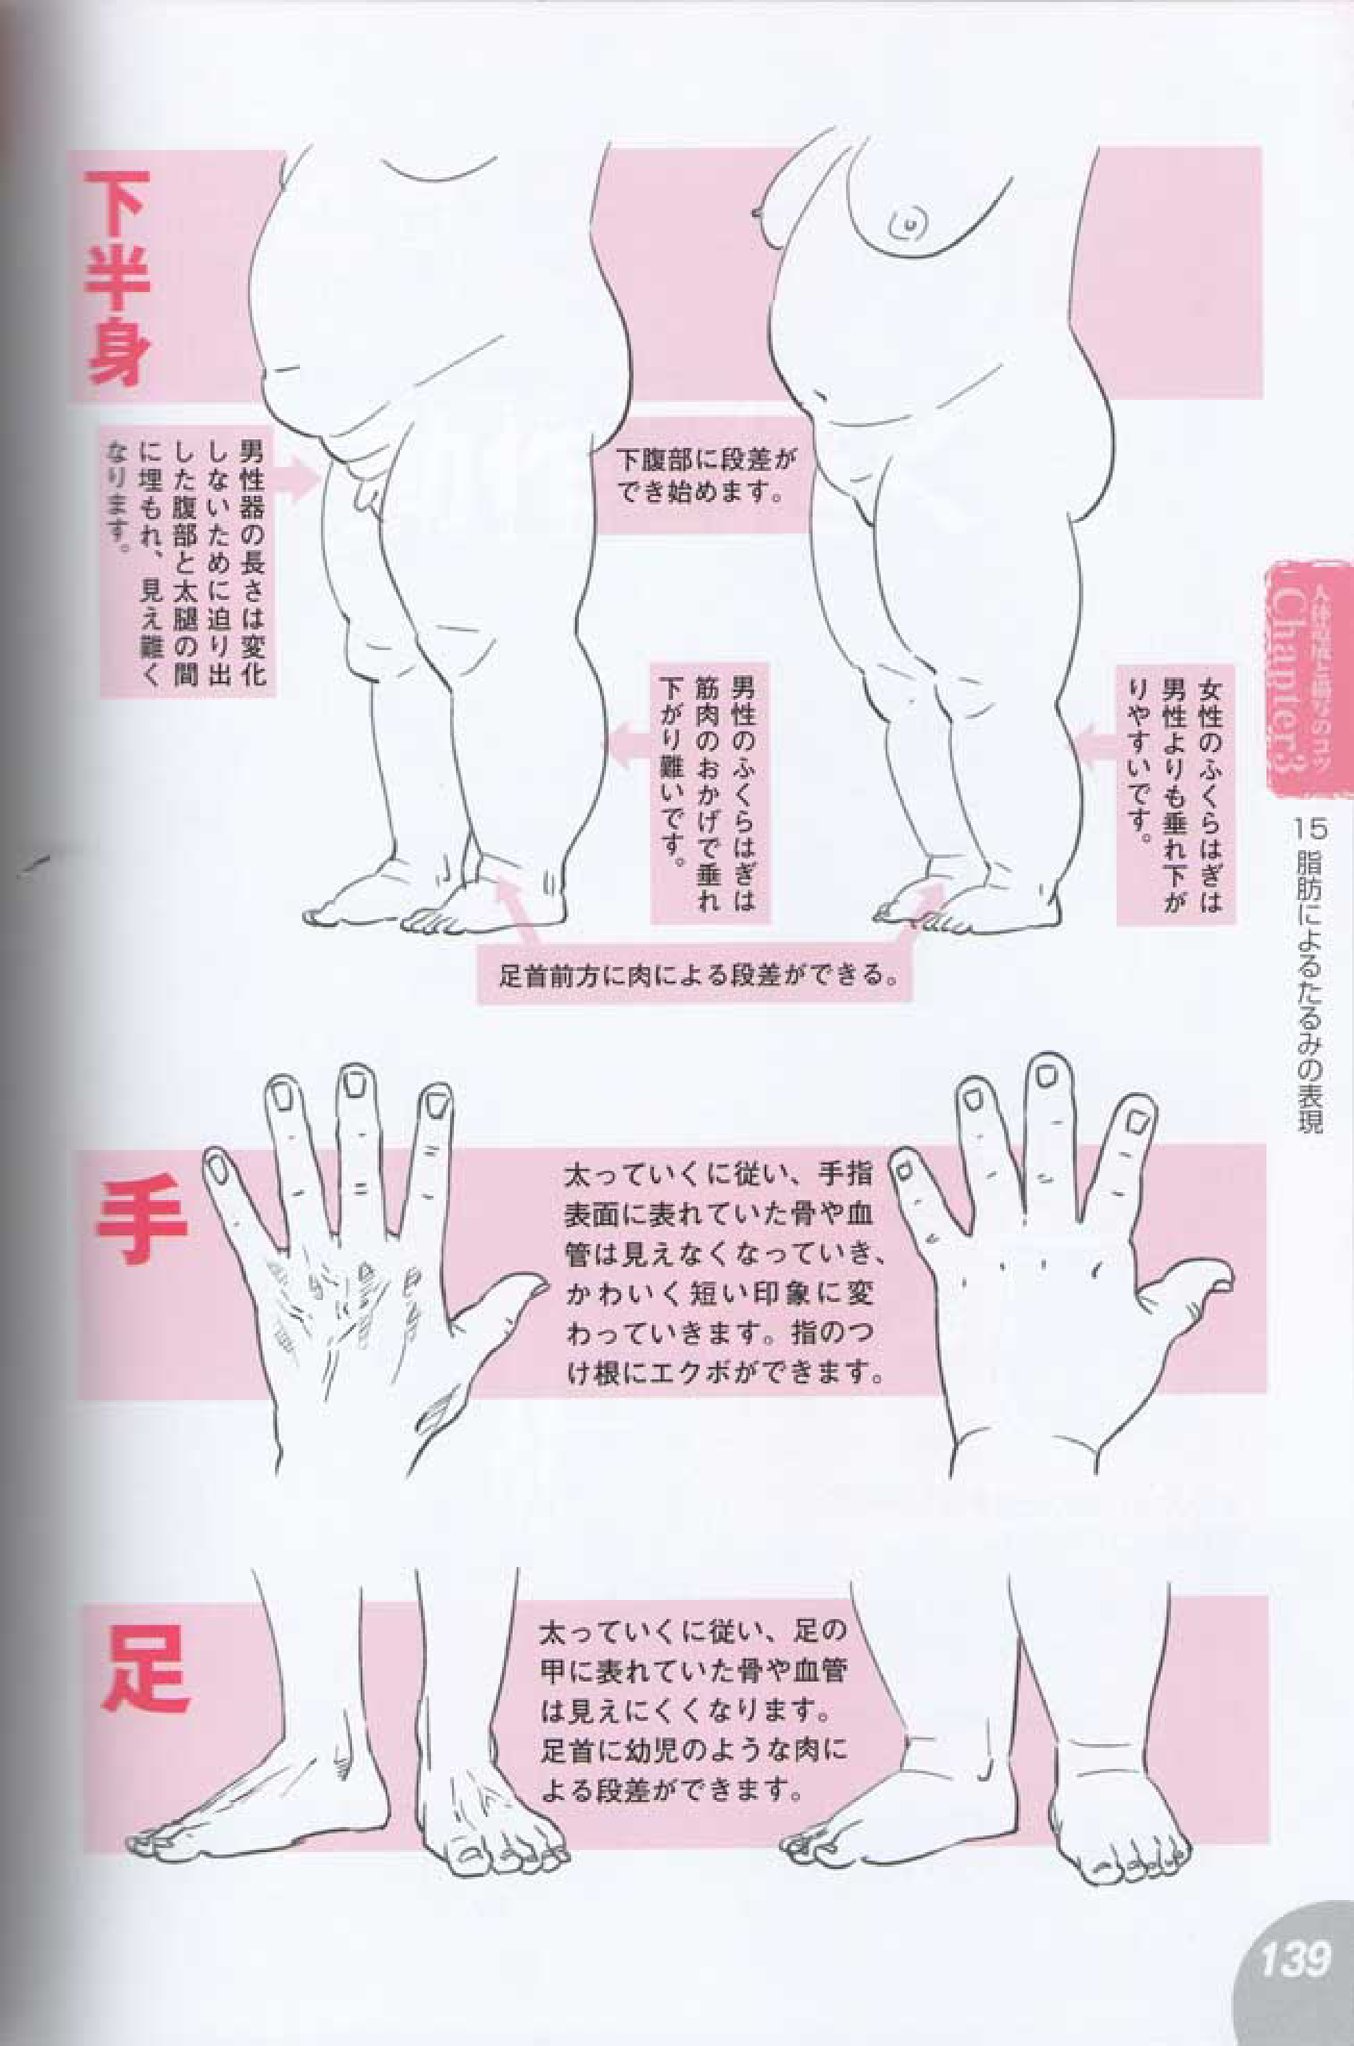 下半身
男性器の長さは変化
しないために迫り出
した腹部と太腿の間
に埋もれ、見え難く
なります。
下腹部に段差が
でき始めます。
男性のふくらはぎは
筋肉のおかげで垂れ
下がり難いです。
女性のふくらはぎは
男性よりも垂れ下が
りやすいです。
足首前方に肉による段差ができる。
手
太っていくに従い、手指
表面に表れていた骨や血
管は見えなくなっていき、
かわいく短い印象に変
わっていきます。指のつ
け根にエクボができます。
足
太っていくに従い、足の
甲に表れていた骨や血管
は見えにくくなります。
足首に幼児のような肉に
よる段差ができます。
Chapter3
15 脂肪によるたるみの表現
139